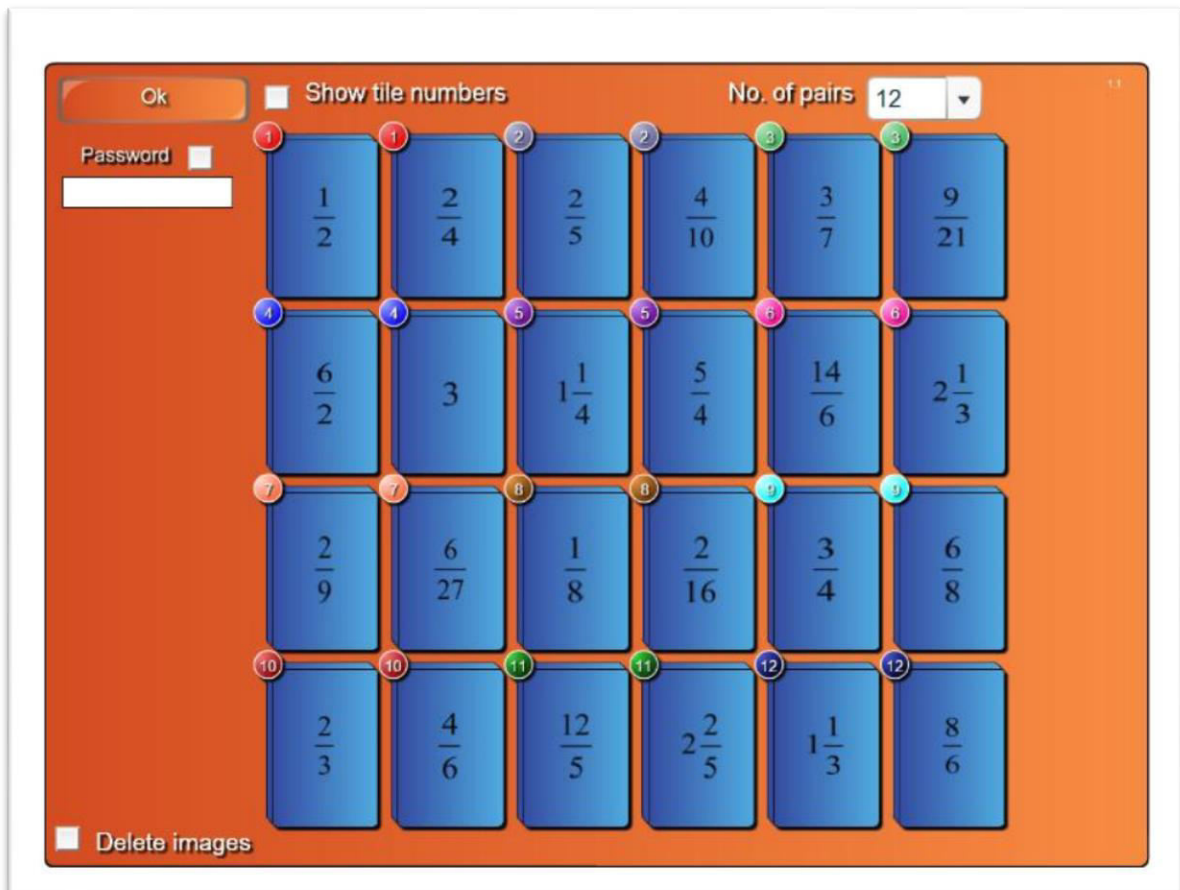 Ok Show tile numbers No. of pairs 12 1.1
Password
1 1 2 2 3 3
1/2 2/4 2/5 4/10 3/7 9/21
4 4 5 5 6 6
6/2 3 1 1/4 5/4 14/6 2 1/3
7 7 8 8 9 9
2/9 6/27 1/8 2/16 3/4 6/8
10 10 11 11 12 12
2/3 4/6 12/5 2 2/5 1 1/3 8/6
Delete images